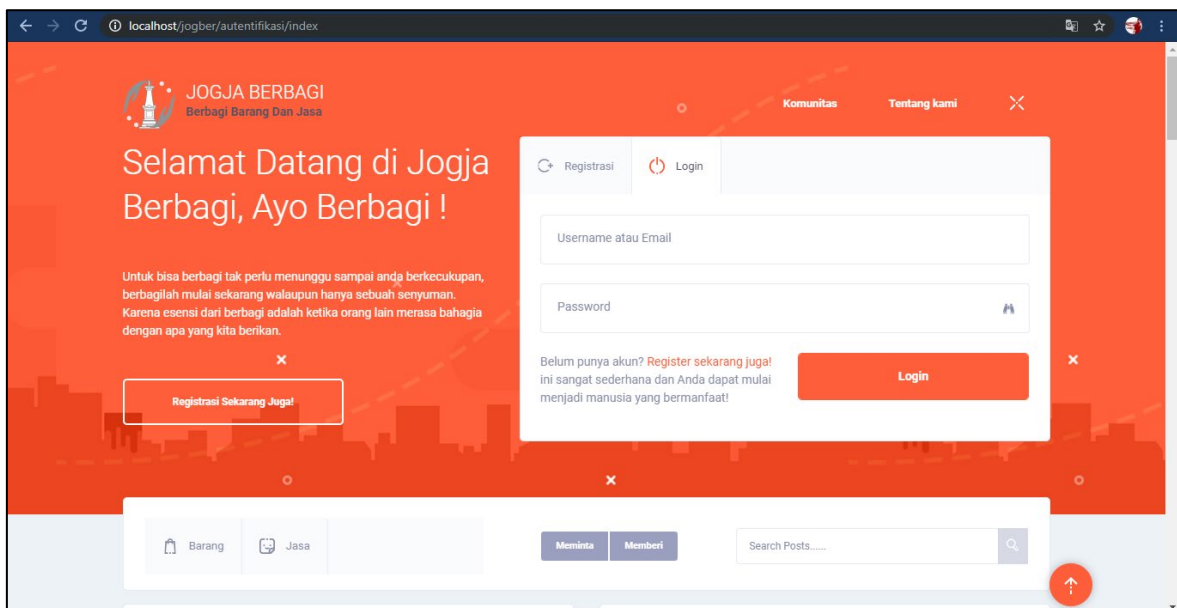 localhost/jogber/autentifikasi/index
JOGJA BERBAGI
Berbagi Barang Dan Jasa
Komunitas
Tentang kami
Selamat Datang di Jogja
Berbagi, Ayo Berbagi !
Untuk bisa berbagi tak perlu menunggu sampai anda berkecukupan,
berbagilah mulai sekarang walaupun hanya sebuah senyuman.
Karena esensi dari berbagi adalah ketika orang lain merasa bahagia
dengan apa yang kita berikan.
Registrasi Sekarang Juga!
Registrasi
Login
Username atau Email
Password
Belum punya akun? Register sekarang juga!
ini sangat sederhana dan Anda dapat mulai
menjadi manusia yang bermanfaat!
Login
Barang
Jasa
Meminta
Memberi
Search Posts......